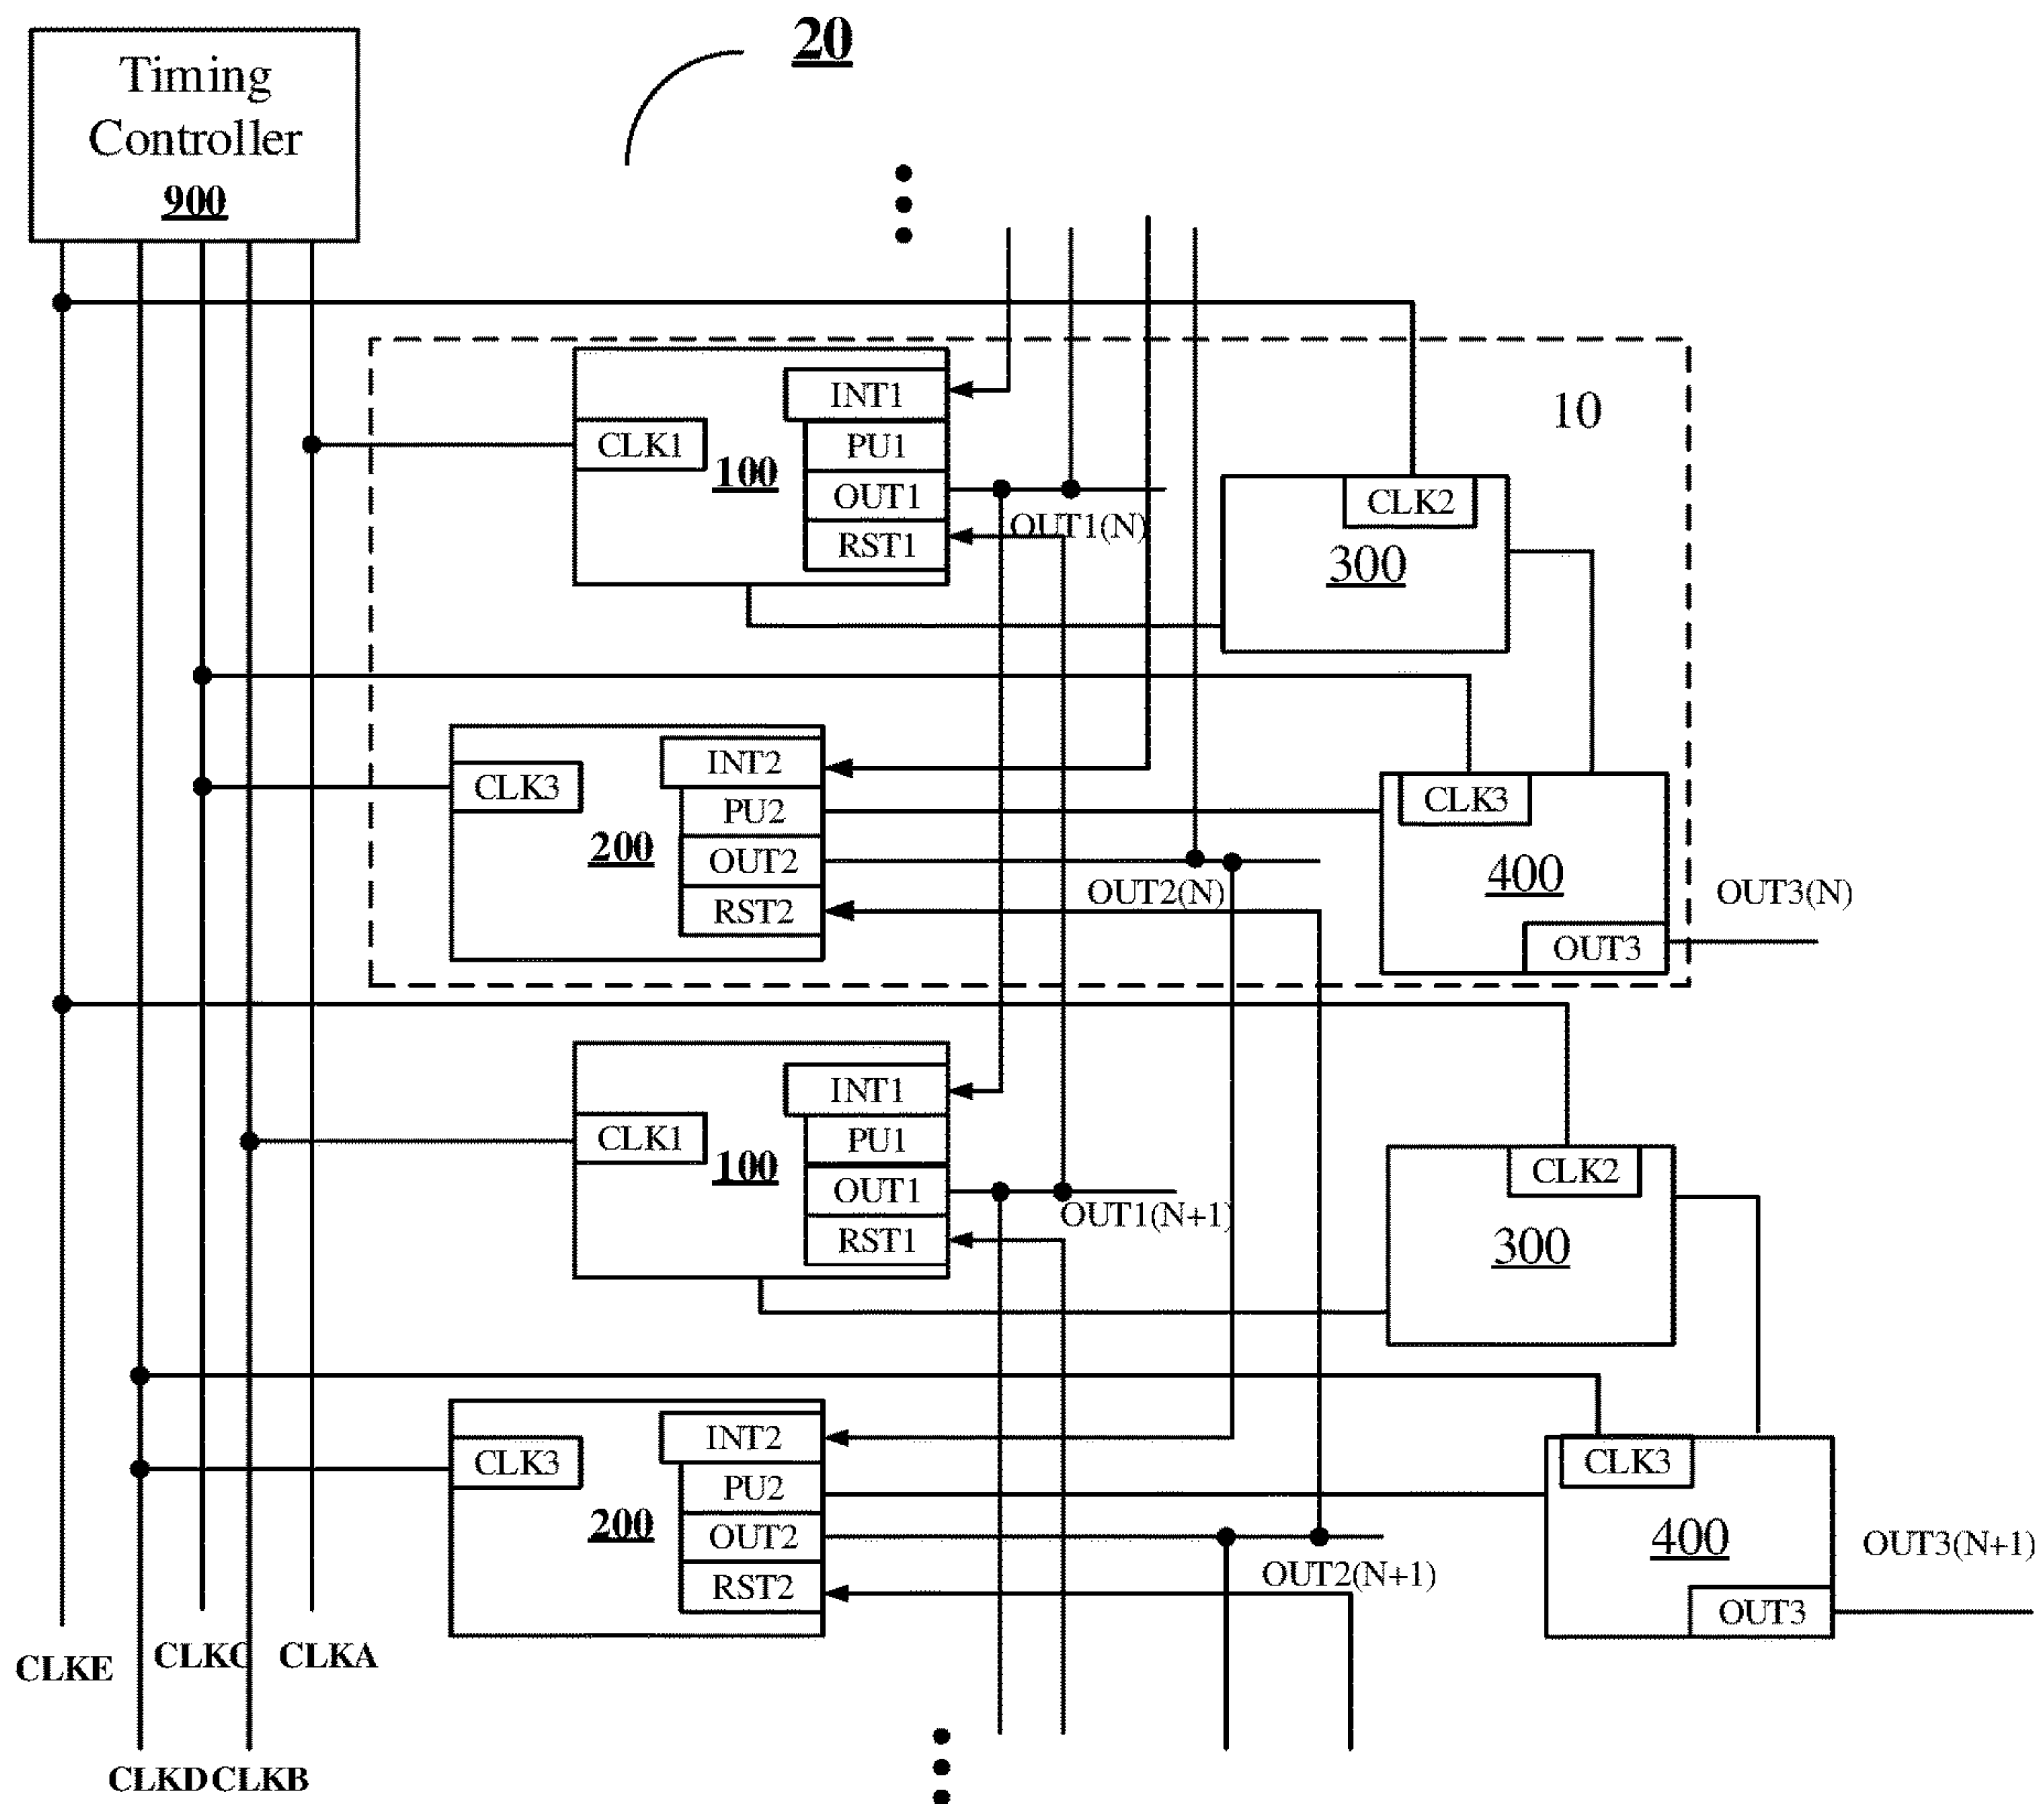 20
Timing
Controller
900
10
INT1
CLK1
PU1
100
OUT1
OUT1(N)
RST1
CLK2
300
INT2
CLK3
PU2
200
OUT2
OUT2(N)
RST2
CLK3
400
OUT3
OUT3(N)
INT1
CLK1
PU1
100
OUT1
OUT1(N+1)
RST1
CLK2
300
INT2
CLK3
PU2
200
OUT2
OUT2(N+1)
RST2
CLK3
400
OUT3
OUT3(N+1)
CLKE
CLKC
CLKA
CLKD
CLKB